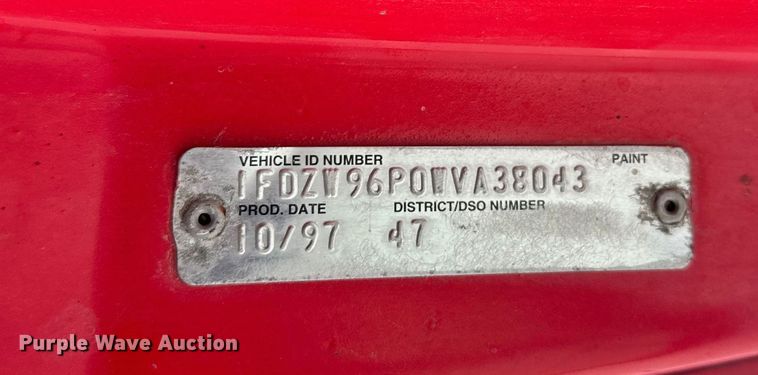 VEHICLE ID NUMBER PAINT
1FDZW96P0WVA38043
PROD. DATE DISTRICT/DSO NUMBER
10/97 47
Purple Wave Auction